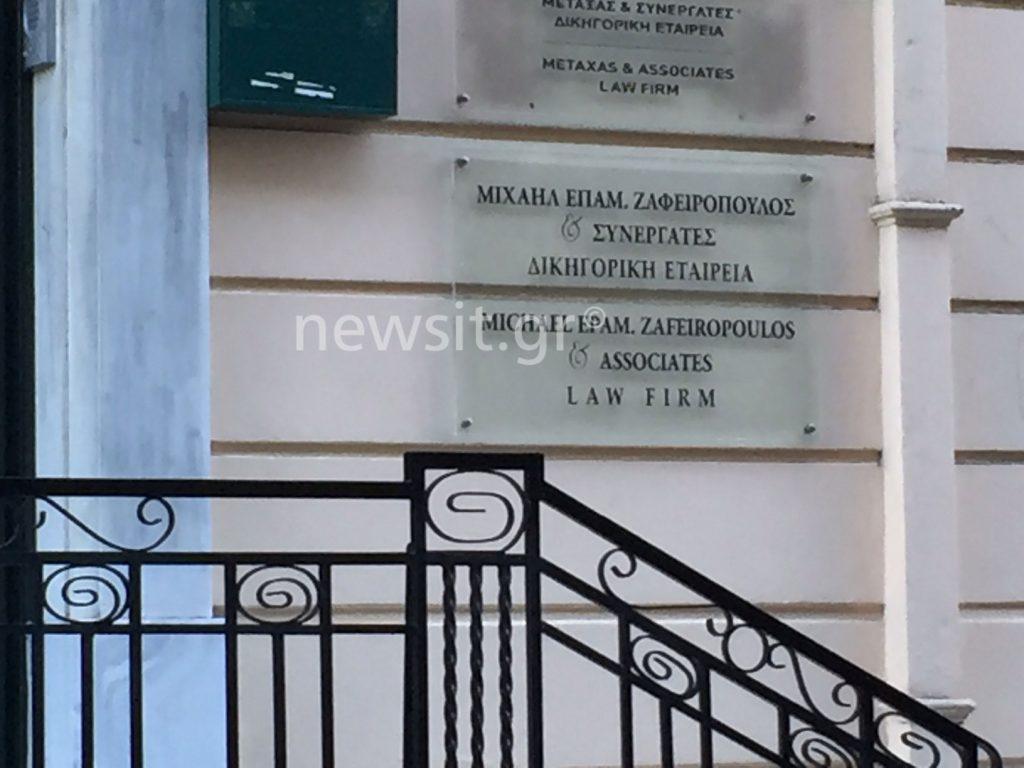 ΜΕΤΑΞΑΣ & ΣΥΝΕΡΓΑΤΕΣ
ΔΙΚΗΓΟΡΙΚΗ ΕΤΑΙΡΕΙΑ
METAXAS & ASSOCIATES
LAW FIRM
ΜΙΧΑΗΛ ΕΠΑΜ. ΖΑΦΕΙΡΟΠΟΥΛΟΣ
& ΣΥΝΕΡΓΑΤΕΣ
ΔΙΚΗΓΟΡΙΚΗ ΕΤΑΙΡΕΙΑ
newsit.gr©
MICHAEL EPAM. ZAFEIROPOULOS
& ASSOCIATES
LAW FIRM